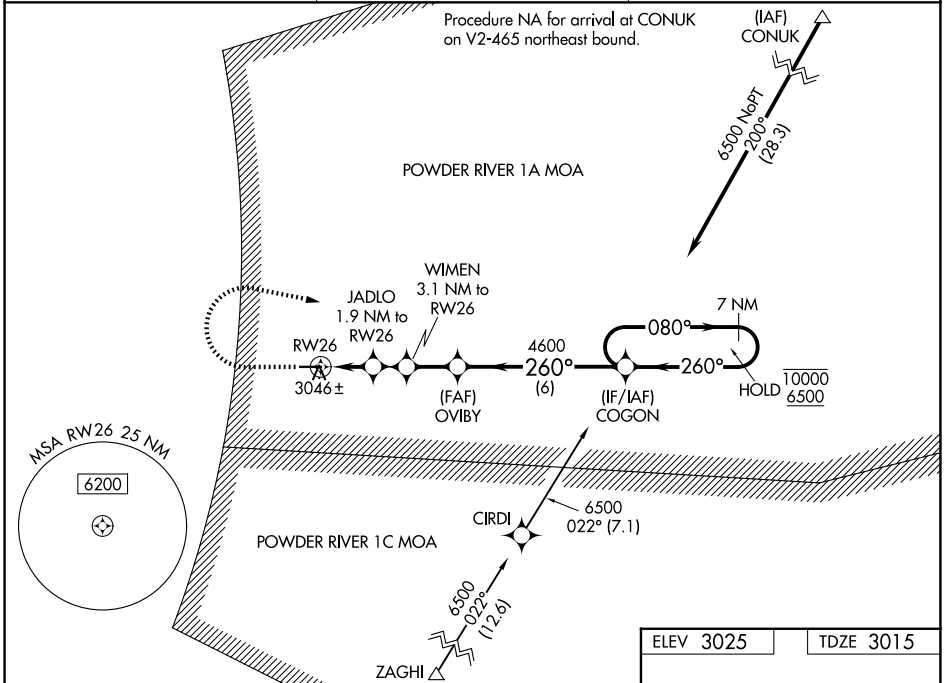 Procedure NA for arrival at CONUK
on V2-465 northeast bound.
(IAF)
CONUK
6500 NoPT
200°
(28.3)
POWDER RIVER 1A MOA
WIMEN
3.1 NM to
RW26
JADLO
1.9 NM to
RW26
7 NM
080°
RW26
3046±
4600
260°
(6)
260°
HOLD
10000
6500
(FAF)
OVIBY
(IF/IAF)
COGON
MSA RW26 25 NM
6200
CIRDI
6500
022° (7.1)
POWDER RIVER 1C MOA
6500
022°
(12.6)
ZAGHI
ELEV 3025
TDZE 3015